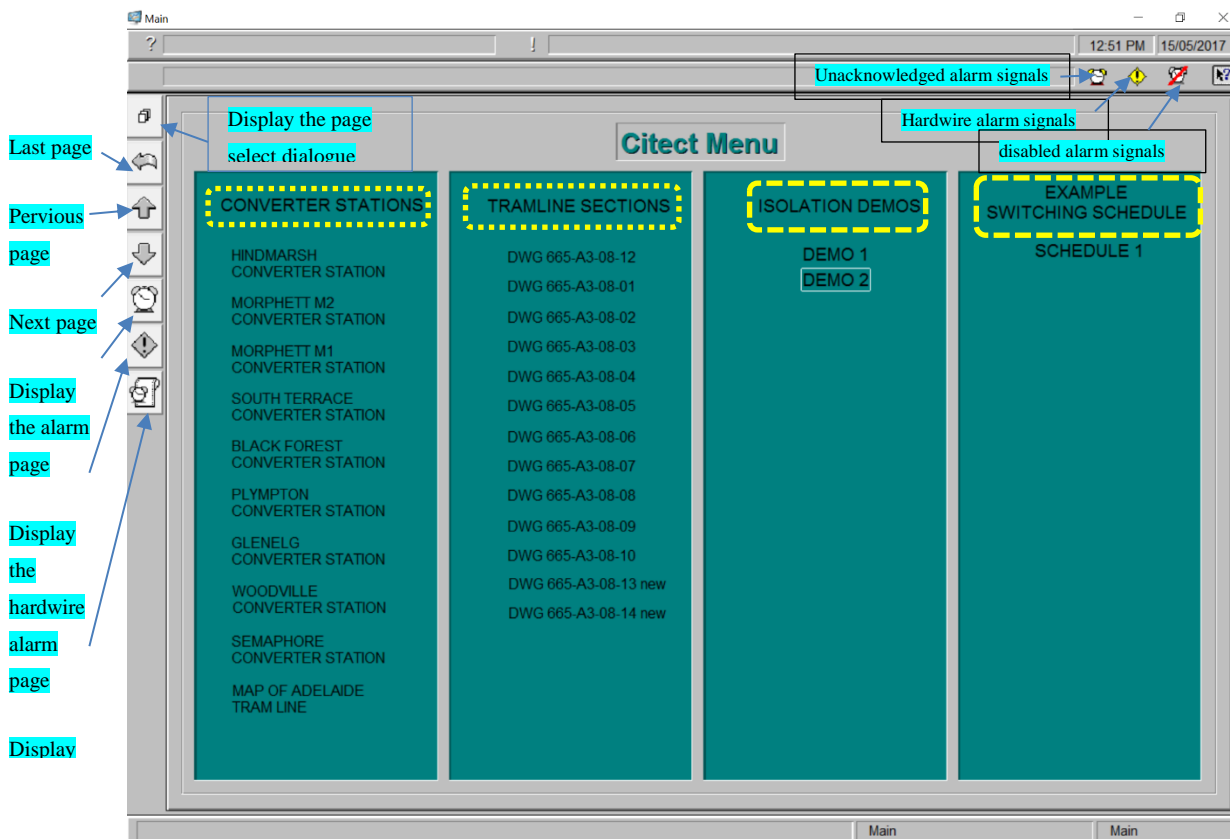 Main
?
!
12:51 PM 15/05/2017
Unacknowledged alarm signals
Hardwire alarm signals
disabled alarm signals
Display the page
select dialogue
Last page
Pervious
page
Next page
Display
the alarm
page
Display
the
hardwire
alarm
page
Display
Citect Menu
CONVERTER STATIONS
HINDMARSH
CONVERTER STATION
MORPHETT M2
CONVERTER STATION
MORPHETT M1
CONVERTER STATION
SOUTH TERRACE
CONVERTER STATION
BLACK FOREST
CONVERTER STATION
PLYMPTON
CONVERTER STATION
GLENELG
CONVERTER STATION
WOODVILLE
CONVERTER STATION
SEMAPHORE
CONVERTER STATION
MAP OF ADELAIDE
TRAM LINE
TRAMLINE SECTIONS
DWG 665-A3-08-12
DWG 665-A3-08-01
DWG 665-A3-08-02
DWG 665-A3-08-03
DWG 665-A3-08-04
DWG 665-A3-08-05
DWG 665-A3-08-06
DWG 665-A3-08-07
DWG 665-A3-08-08
DWG 665-A3-08-09
DWG 665-A3-08-10
DWG 665-A3-08-13 new
DWG 665-A3-08-14 new
ISOLATION DEMOS
DEMO 1
DEMO 2
EXAMPLE
SWITCHING SCHEDULE
SCHEDULE 1
Main
Main